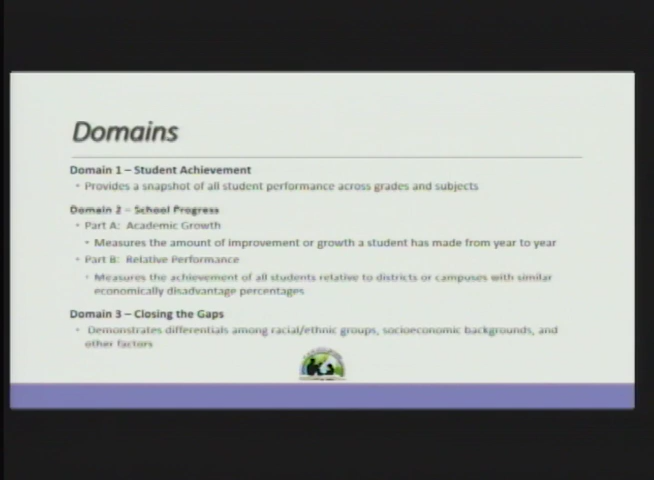 Domains
Domain 1 – Student Achievement
• Provides a snapshot of all student performance across grades and subjects
Domain 2 – School Progress
• Part A: Academic Growth
• Measures the amount of improvement or growth a student has made from year to year
• Part B: Relative Performance
• Measures the achievement of all students relative to districts or campuses with similar
economically disadvantage percentages
Domain 3 – Closing the Gaps
• Demonstrates differentials among racial/ethnic groups, socioeconomic backgrounds, and
other factors